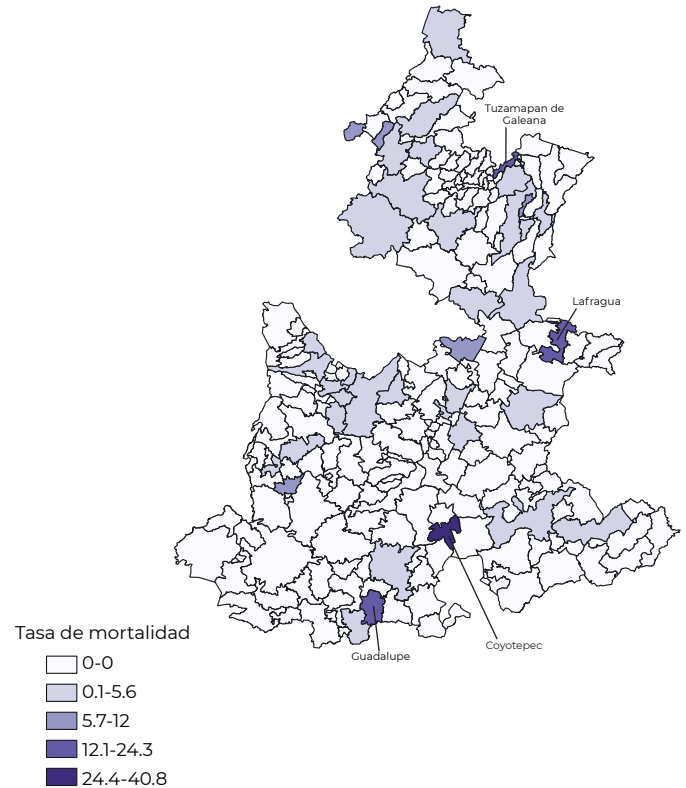 Tuzamapan de
Galeana
Lafragua
Coyotepec
Guadalupe
Tasa de mortalidad
0-0
0.1-5.6
5.7-12
12.1-24.3
24.4-40.8